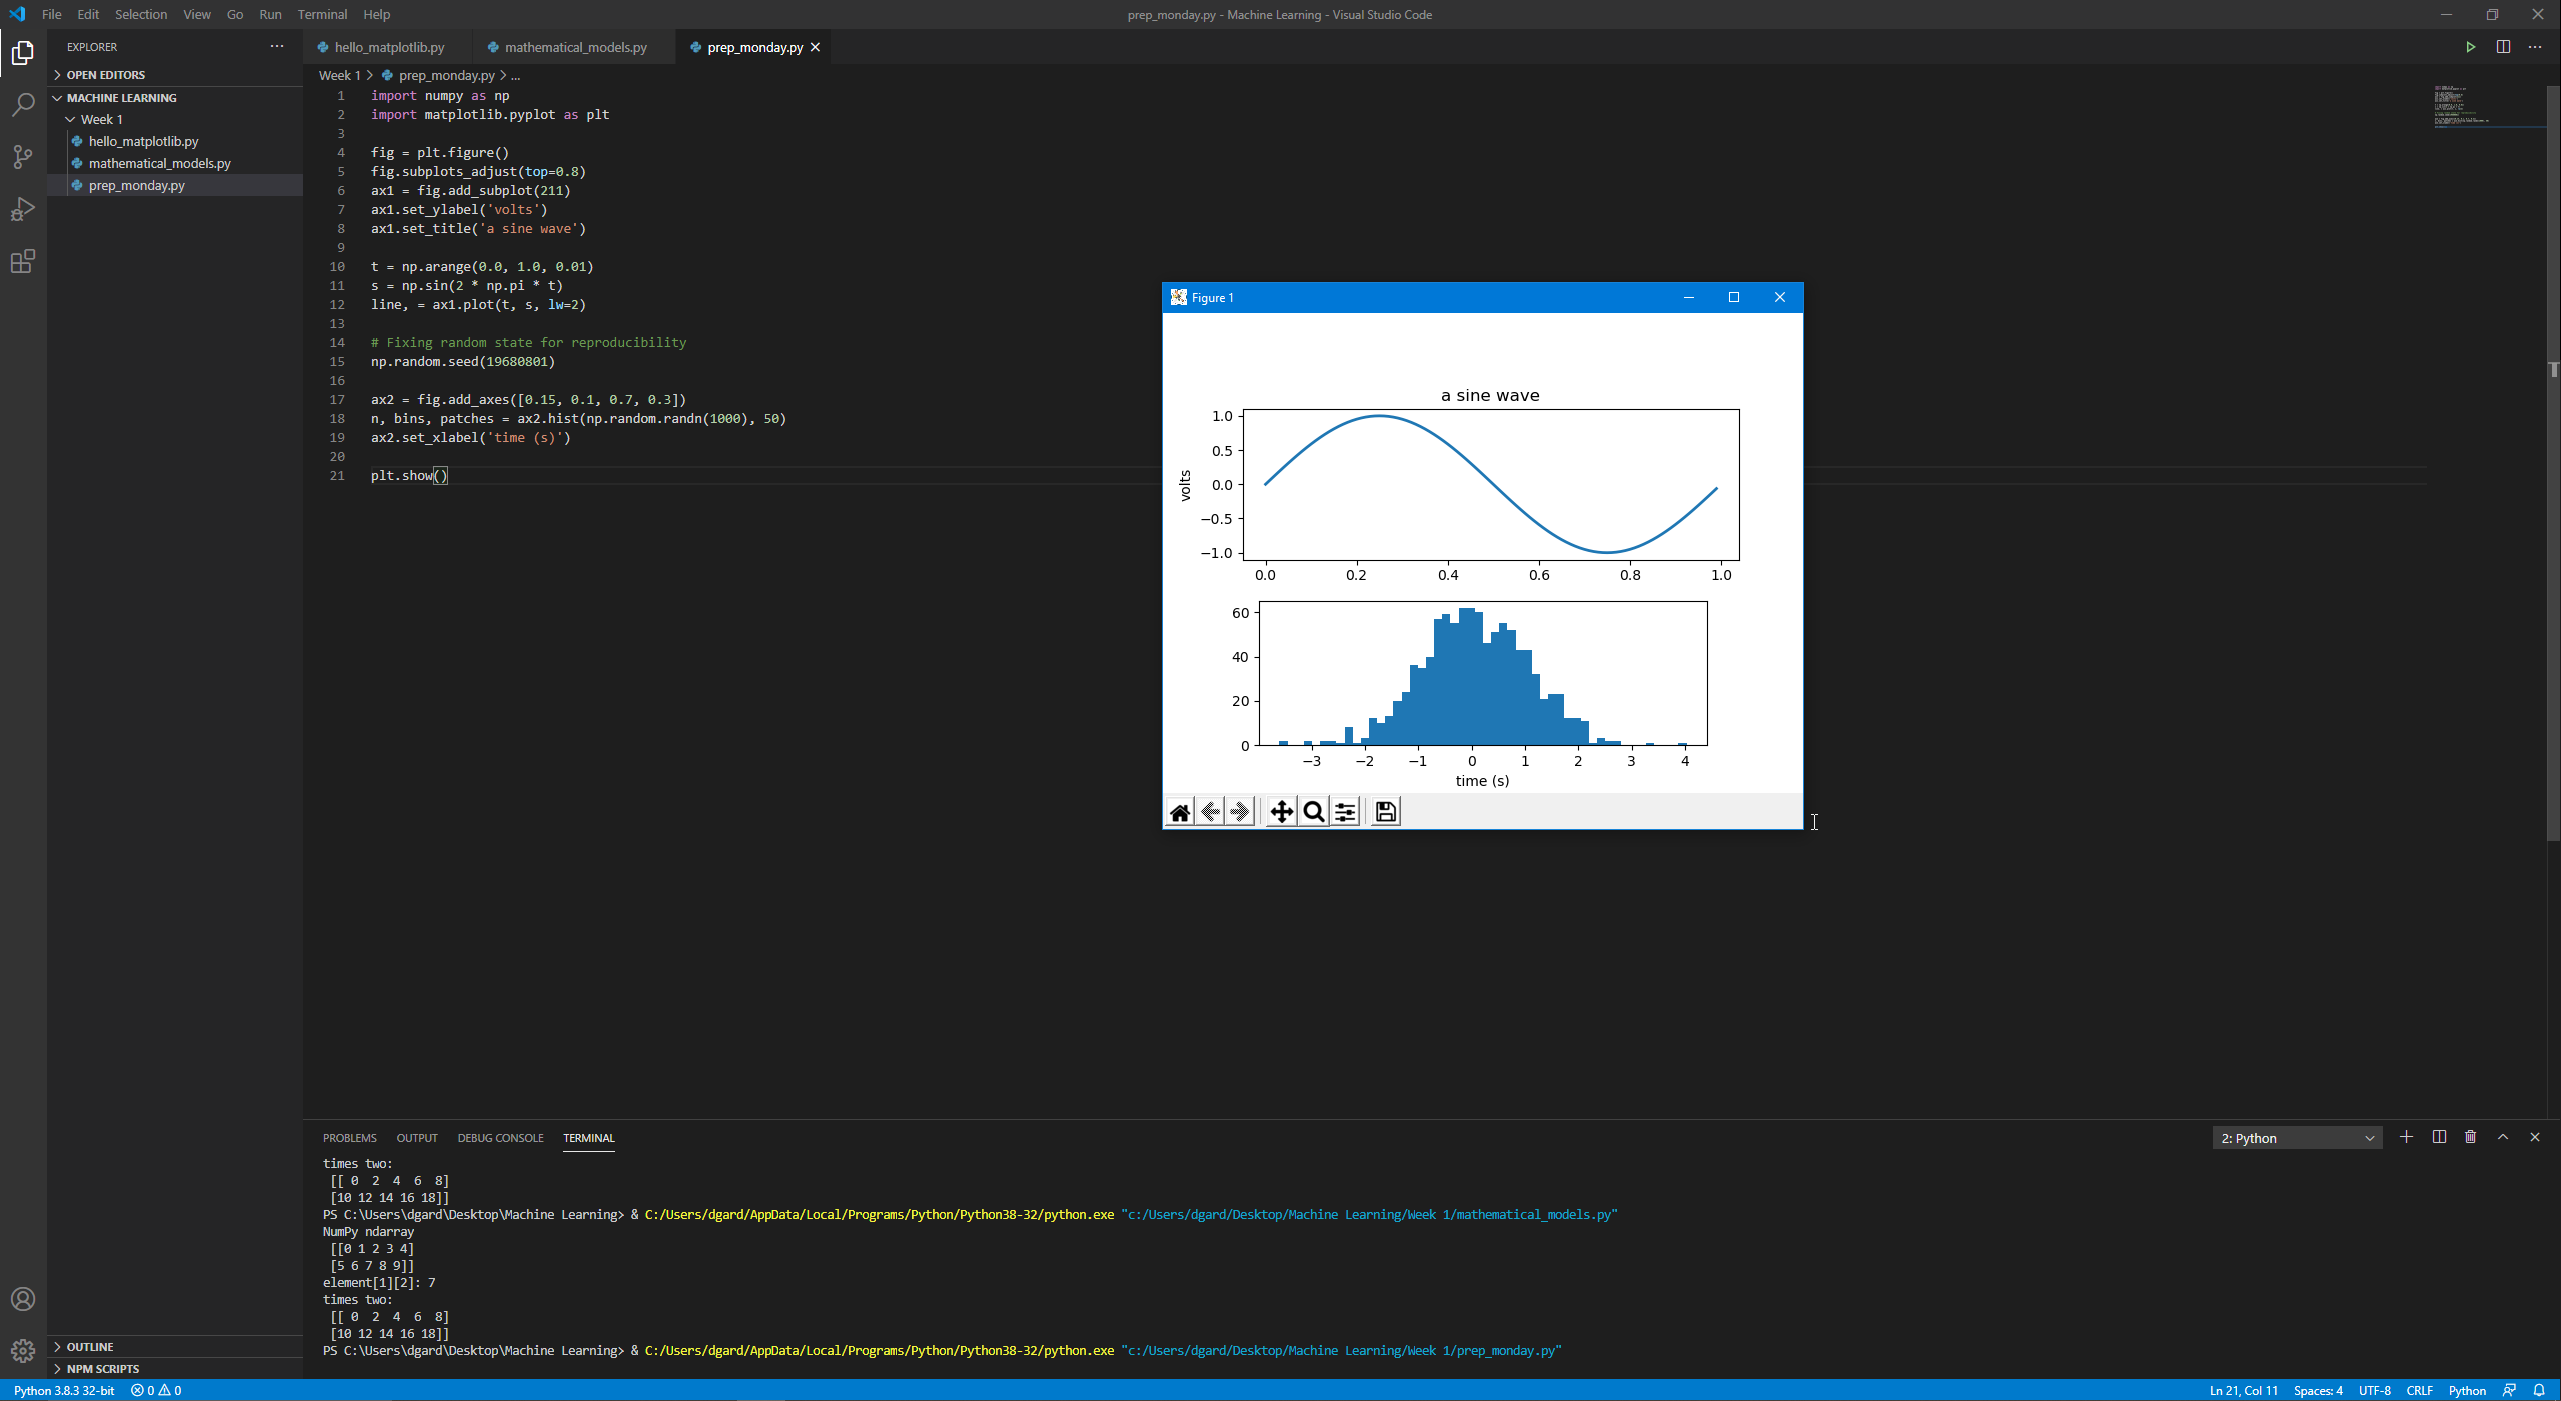 File Edit Selection View Go Run Terminal Help
prep_monday.py - Machine Learning - Visual Studio Code
EXPLORER
OPEN EDITORS
MACHINE LEARNING
Week 1
hello_matplotlib.py
mathematical_models.py
prep_monday.py
hello_matplotlib.py
mathematical_models.py
prep_monday.py
Week 1 > prep_monday.py > ...
1 import numpy as np
2 import matplotlib.pyplot as plt
3
4 fig = plt.figure()
5 fig.subplots_adjust(top=0.8)
6 ax1 = fig.add_subplot(211)
7 ax1.set_ylabel('volts')
8 ax1.set_title('a sine wave')
9
10 t = np.arange(0.0, 1.0, 0.01)
11 s = np.sin(2 * np.pi * t)
12 line, = ax1.plot(t, s, lw=2)
13
14 # Fixing random state for reproducibility
15 np.random.seed(19680801)
16
17 ax2 = fig.add_axes([0.15, 0.1, 0.7, 0.3])
18 n, bins, patches = ax2.hist(np.random.randn(1000), 50)
19 ax2.set_xlabel('time (s)')
20
21 plt.show()
Figure 1
a sine wave
volts
1.0
0.5
0.0
−0.5
−1.0
0.0 0.2 0.4 0.6 0.8 1.0
60
40
20
0
−3 −2 −1 0 1 2 3 4
time (s)
PROBLEMS OUTPUT DEBUG CONSOLE TERMINAL
2: Python
times two:
[[ 0 2 4 6 8]
[10 12 14 16 18]]
PS C:\Users\dgard\Desktop\Machine Learning> & C:/Users/dgard/AppData/Local/Programs/Python/Python38-32/python.exe "c:/Users/dgard/Desktop/Machine Learning/Week 1/mathematical_models.py"
NumPy ndarray
[[0 1 2 3 4]
[5 6 7 8 9]]
element[1][2]: 7
times two:
[[ 0 2 4 6 8]
[10 12 14 16 18]]
PS C:\Users\dgard\Desktop\Machine Learning> & C:/Users/dgard/AppData/Local/Programs/Python/Python38-32/python.exe "c:/Users/dgard/Desktop/Machine Learning/Week 1/prep_monday.py"
OUTLINE
NPM SCRIPTS
Python 3.8.3 32-bit 0 0
Ln 21, Col 11 Spaces: 4 UTF-8 CRLF Python